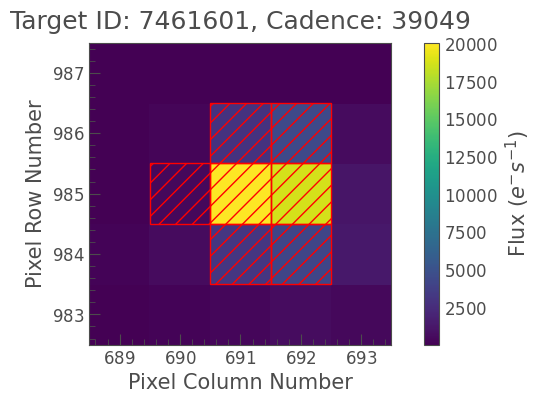 Target ID: 7461601, Cadence: 39049
987
986
985
984
983
Pixel Row Number
689 690 691 692 693
Pixel Column Number
20000
17500
15000
12500
10000
7500
5000
2500
Flux (e⁻s⁻¹)